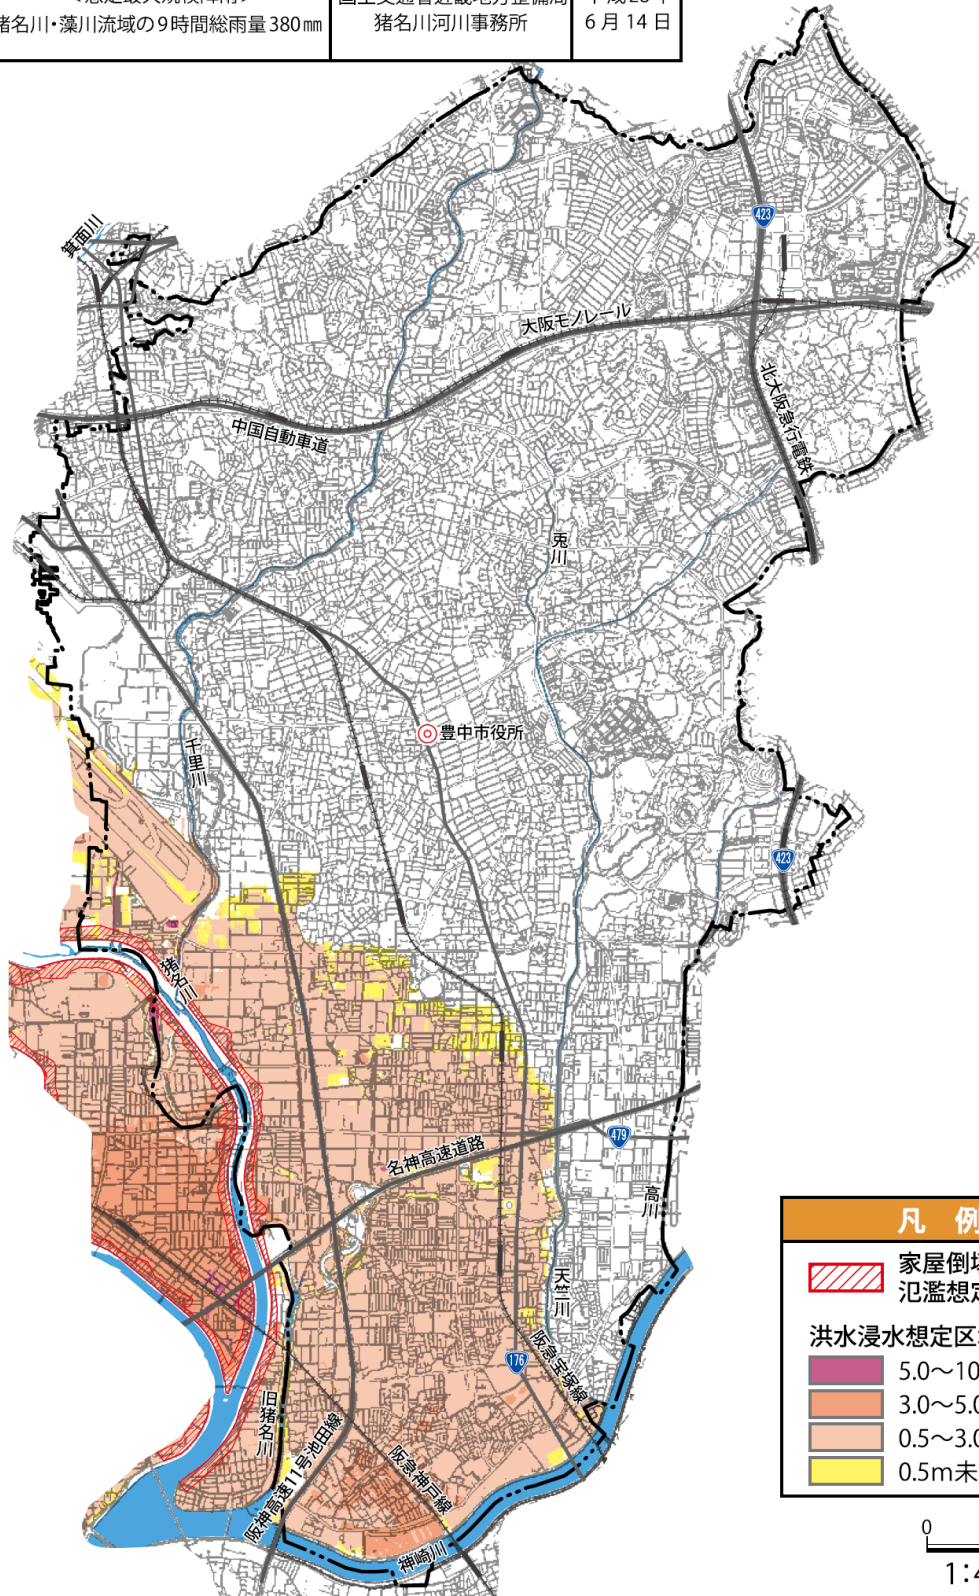 猪名川・藻川流域の9時間総雨量380㎜
猪名川河川事務所
6月14日
423
箕面川
大阪モノレール
北大阪急行電鉄
中国自動車道
兎川
豊中市役所
千里川
423
猪名川
479
名神高速道路
高川
天竺川
阪急宝塚線
176
旧猪名川
阪神高速11号池田線
阪急神戸線
神崎川
凡 例
家屋倒
氾濫想定
洪水浸水想定区
5.0～10
3.0～5.0
0.5～3.0
0.5m未
0
1：4